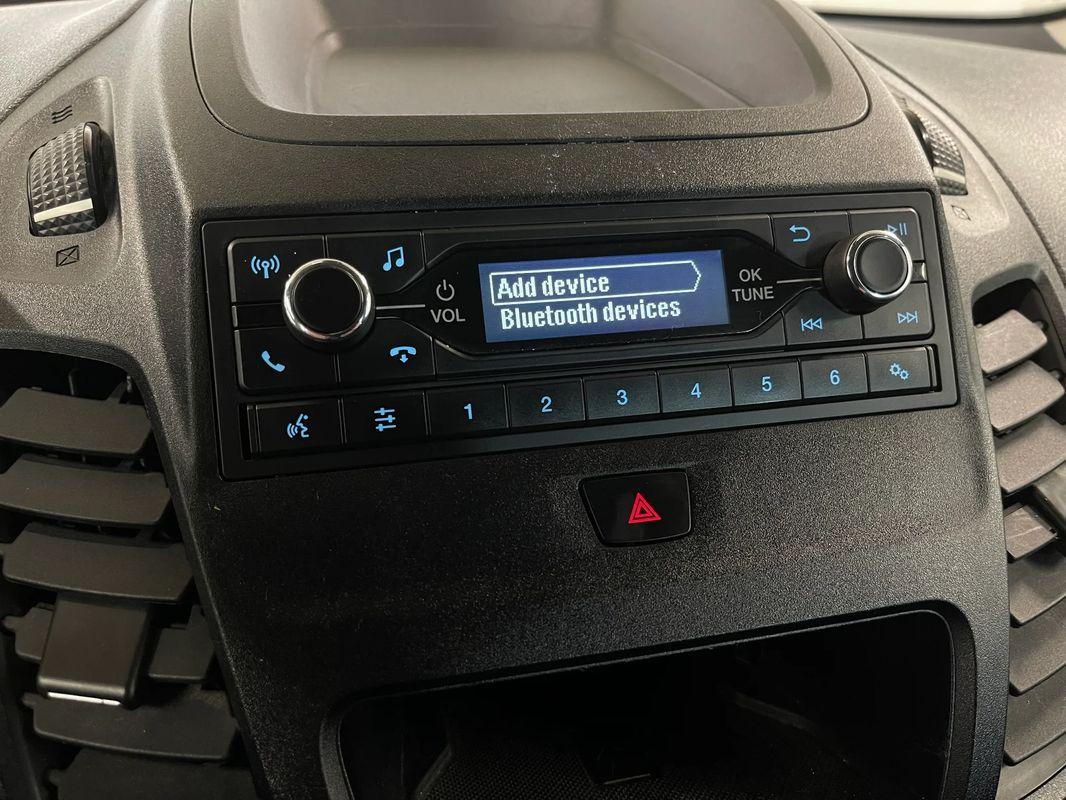 Add device
Bluetooth devices
VOL
OK
TUNE
1 2 3 4 5 6